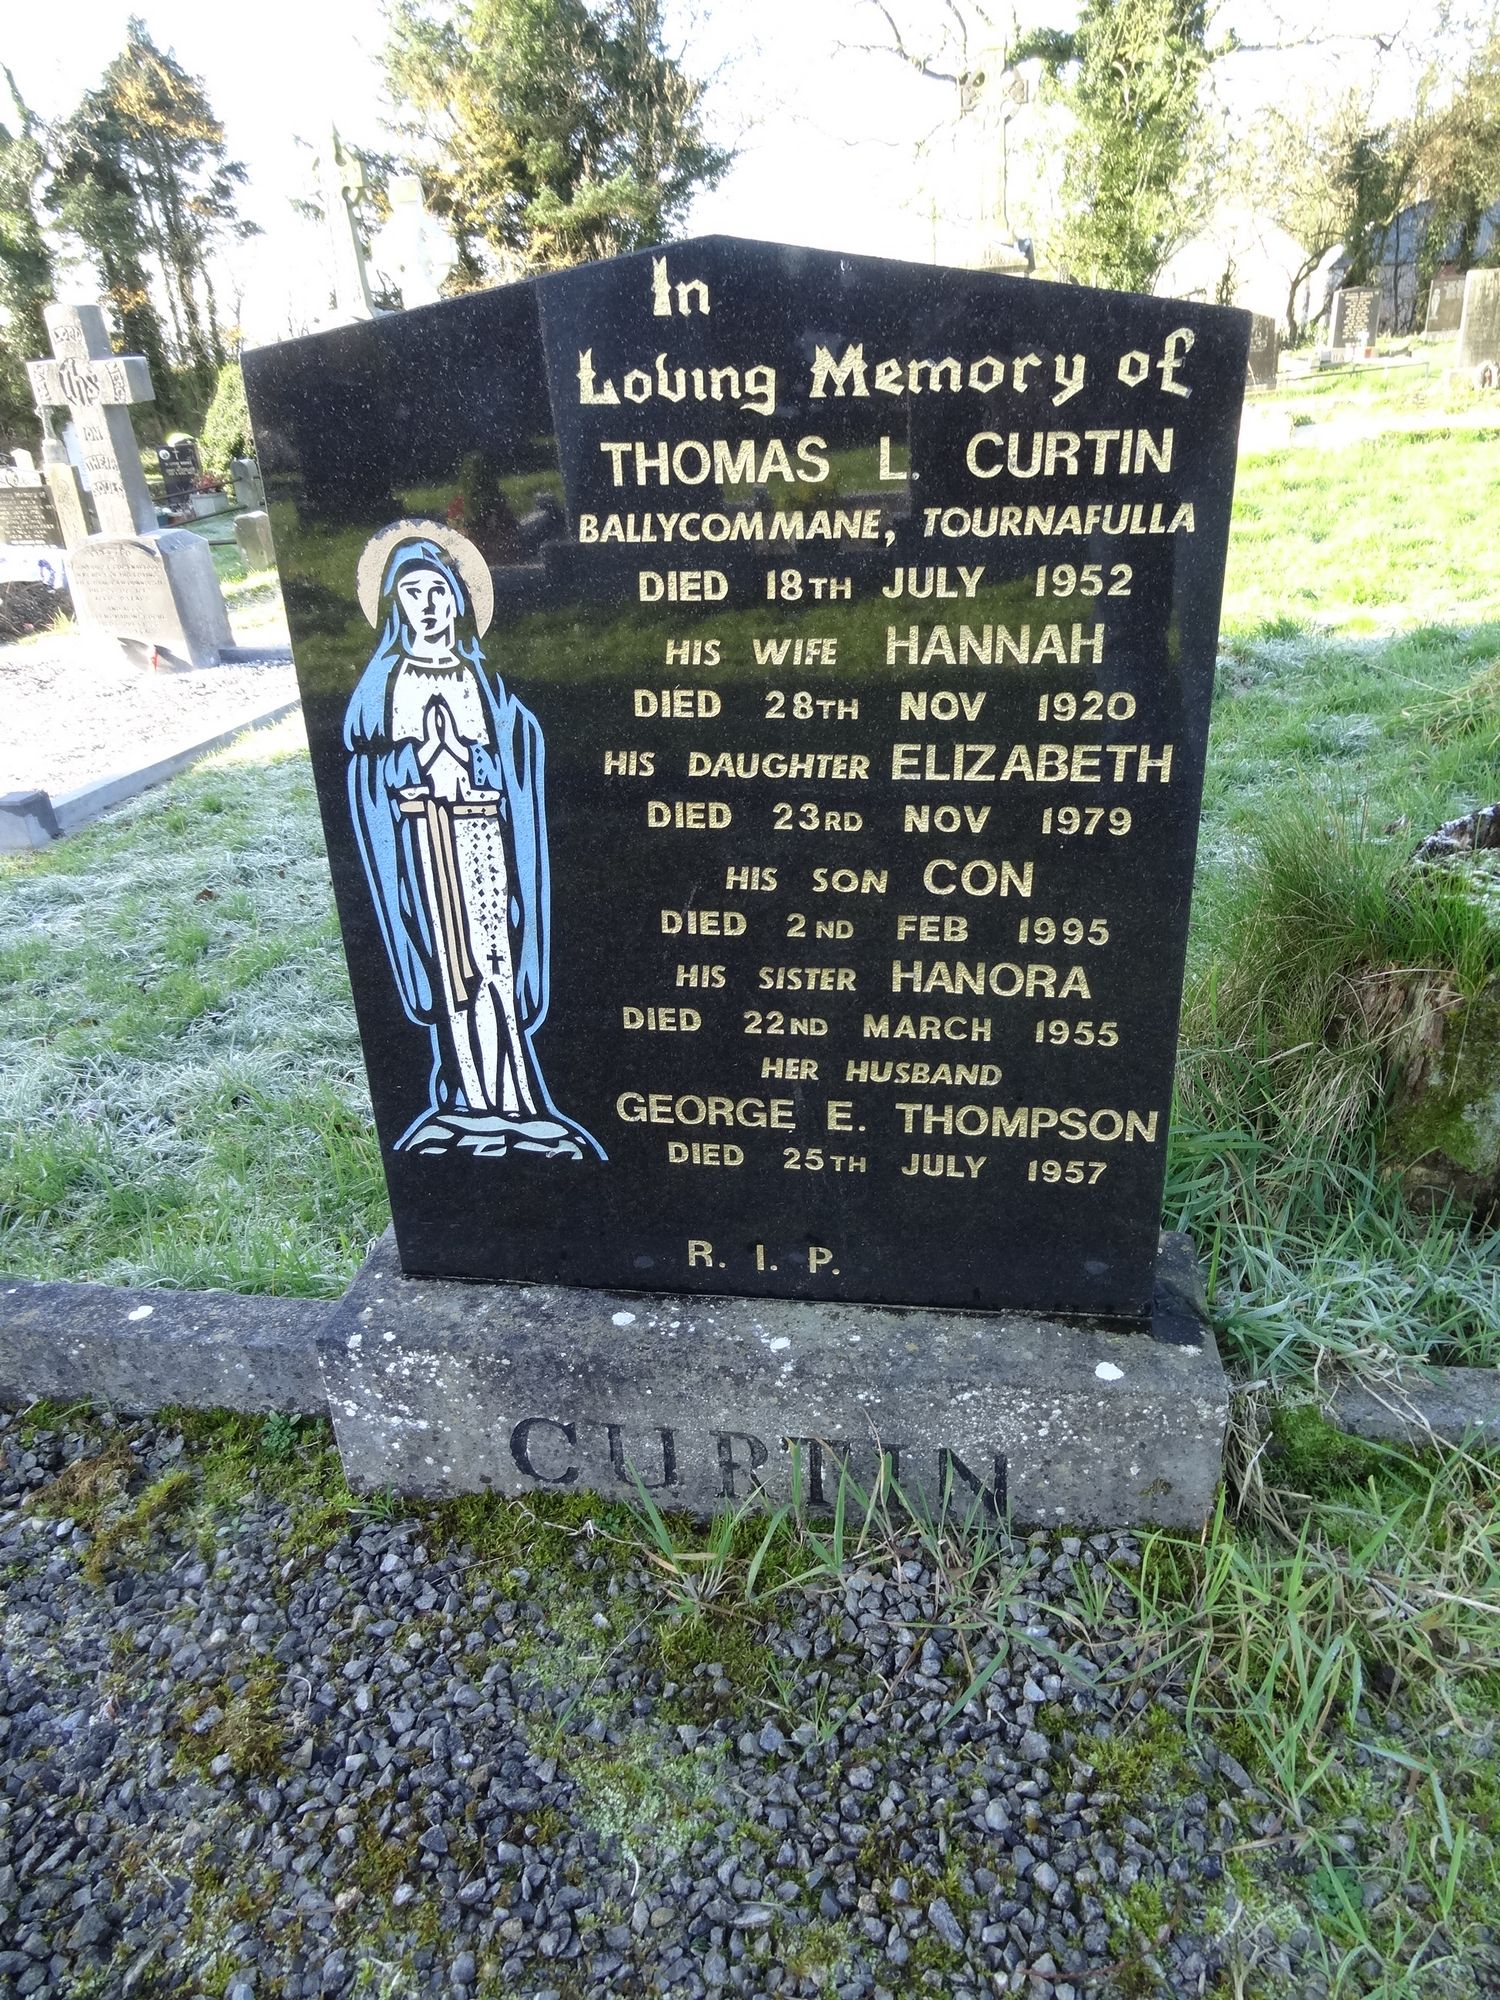 In
Loving Memory of
THOMAS L. CURTIN
BALLYCOMMANE, TOURNAFULLA
DIED 18TH JULY 1952
HIS WIFE HANNAH
DIED 28TH NOV 1920
HIS DAUGHTER ELIZABETH
DIED 23RD NOV 1979
HIS SON CON
DIED 2ND FEB 1995
HIS SISTER HANORA
DIED 22ND MARCH 1955
HER HUSBAND
GEORGE E. THOMPSON
DIED 25TH JULY 1957
R. I. P.
CURTIN
IHS